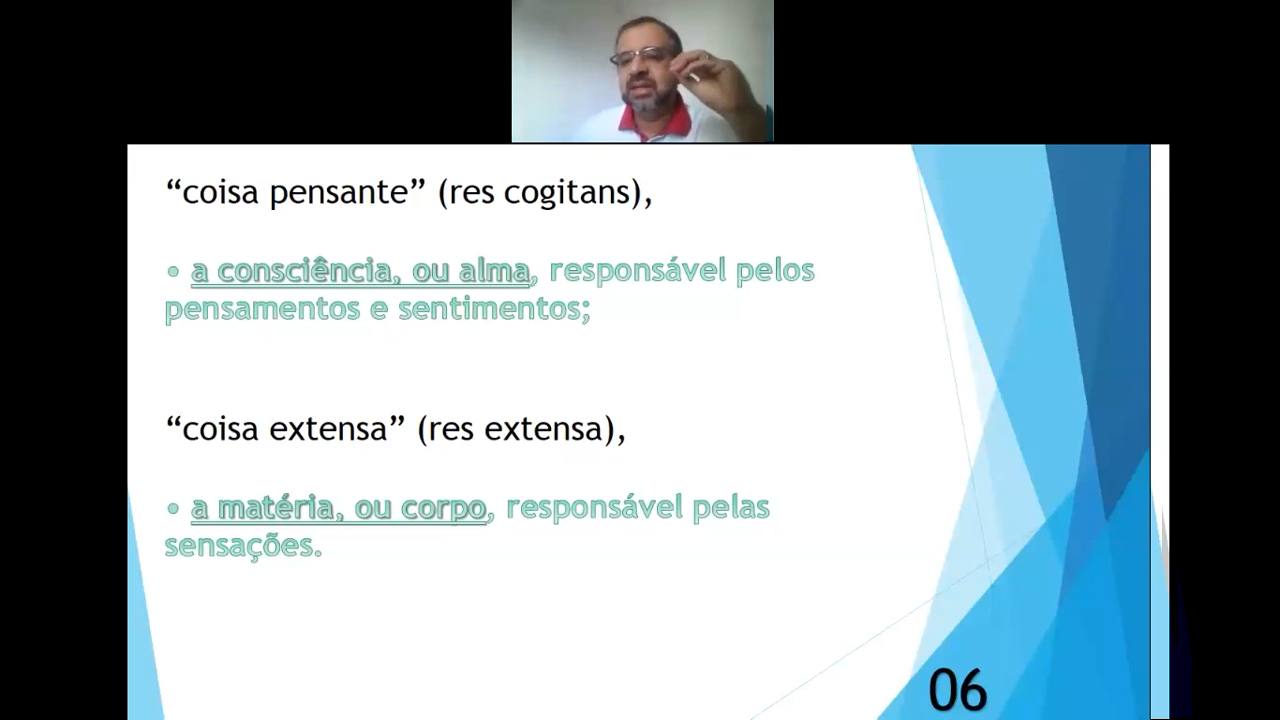 “coisa pensante” (res cogitans),
• a consciência, ou alma, responsável pelos
pensamentos e sentimentos;
“coisa extensa” (res extensa),
• a matéria, ou corpo, responsável pelas
sensações.
06